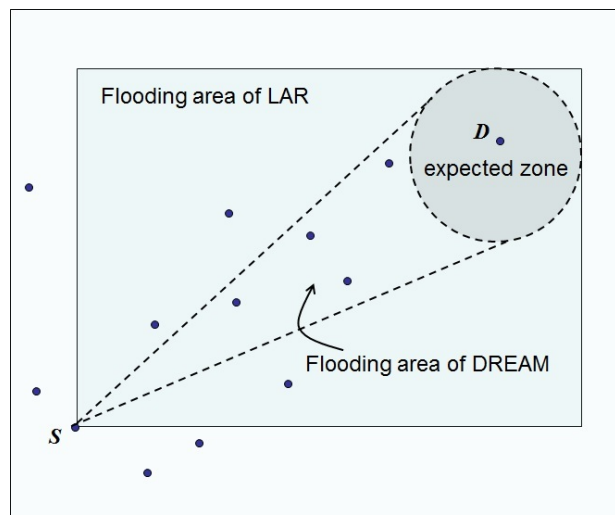 Flooding area of LAR
D
expected zone
Flooding area of DREAM
S